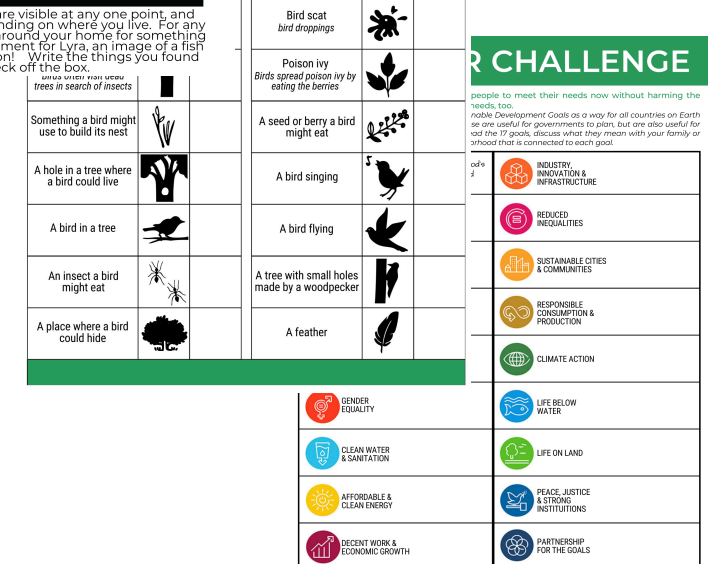 are visible at any point, and
nding on where you live. For any
around your home for something
ment for Lyra, an image of a fish
on! Write the things you found
eck off the box.
Birds often visit dead
trees in search of insects
Something a bird might
use to build its nest
A hole in a tree where
a bird could live
A bird in a tree
An insect a bird
might eat
A place where a bird
could hide
Bird scat
bird droppings
Poison ivy
Birds spread poison ivy by
eating the berries
A seed or berry a bird
might eat
A bird singing
A bird flying
A tree with small holes
made by a woodpecker
A feather
R CHALLENGE
people to meet their needs now without harming the
needs, too.
nable Development Goals as a way for all countries on Earth
se are useful for governments to plan, but are also useful for
ad the 17 goals, discuss what they mean with your family or
orhood that is connected to each goal.
od's
INDUSTRY,
INNOVATION &
INFRASTRUCTURE
REDUCED
INEQUALITIES
SUSTAINABLE CITIES
& COMMUNITIES
RESPONSIBLE
CONSUMPTION &
PRODUCTION
CLIMATE ACTION
GENDER
EQUALITY
LIFE BELOW
WATER
CLEAN WATER
& SANITATION
LIFE ON LAND
AFFORDABLE &
CLEAN ENERGY
PEACE, JUSTICE
& STRONG
INSTITUITIONS
DECENT WORK &
ECONOMIC GROWTH
PARTNERSHIP
FOR THE GOALS